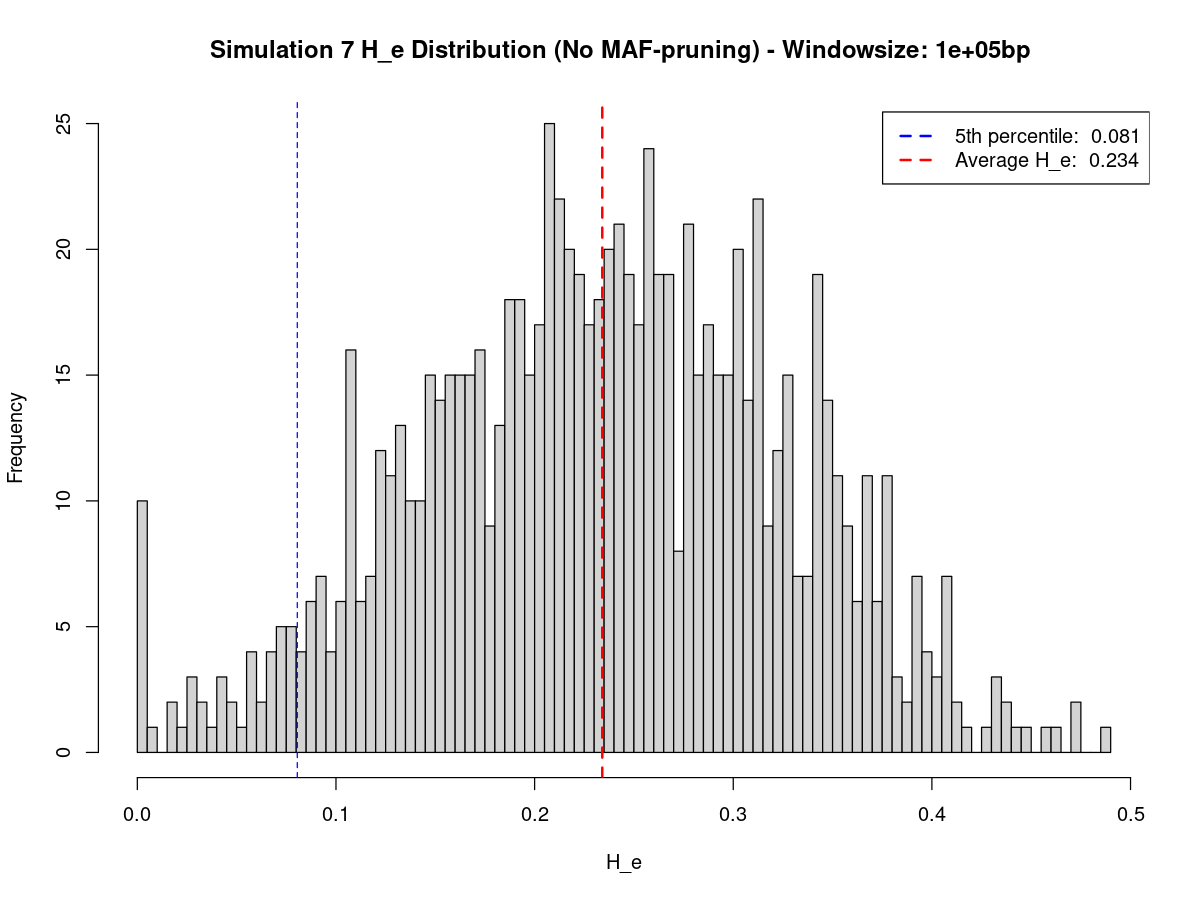 Simulation 7 H_e Distribution (No MAF-pruning) - Windowsize: 1e+05bp
5th percentile: 0.081
Average H_e: 0.234
Frequency
25
20
15
10
5
0
0.0 0.1 0.2 0.3 0.4 0.5
H_e